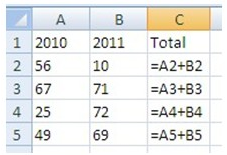 A B C
1 2010 2011 Total
2 56 10 =A2+B2
3 67 71 =A3+B3
4 25 72 =A4+B4
5 49 69 =A5+B5